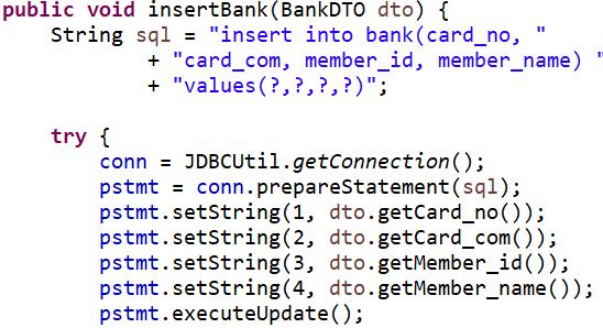 public void insertBank(BankDTO dto) {
    String sql = "insert into bank(card_no, "
            + "card_com, member_id, member_name) "
            + "values(?,?,?,?)";

    try {
        conn = JDBCUtil.getConnection();
        pstmt = conn.prepareStatement(sql);
        pstmt.setString(1, dto.getCard_no());
        pstmt.setString(2, dto.getCard_com());
        pstmt.setString(3, dto.getMember_id());
        pstmt.setString(4, dto.getMember_name());
        pstmt.executeUpdate();